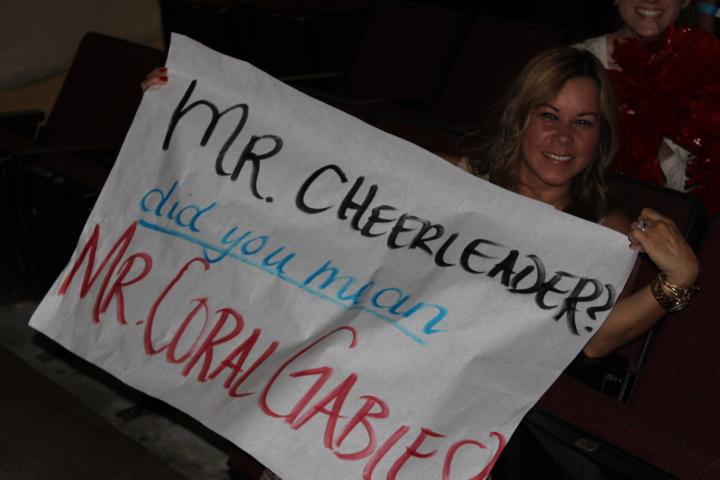 MR. CHEERLEADER?
did you mean
MR. CORAL GABLES?